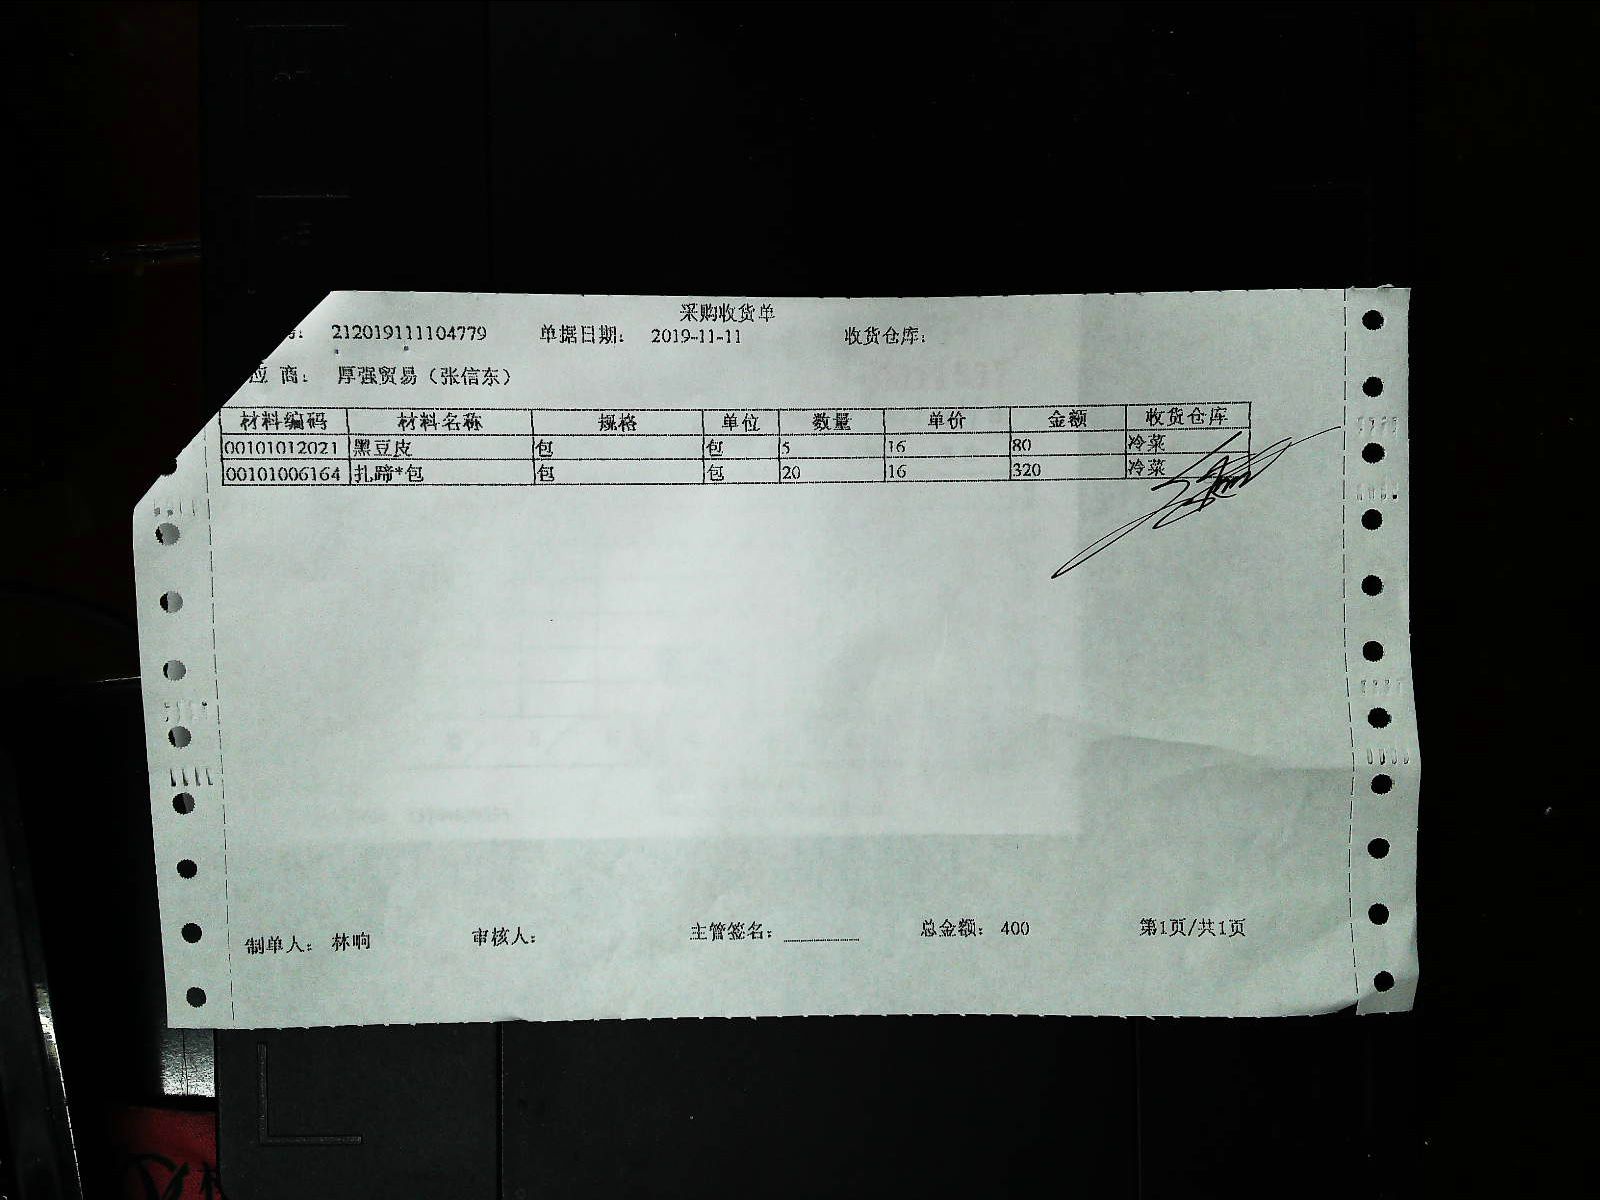 采购收货单
号: 212019111104779 单据日期: 2019-11-11 收货仓库:
应 商: 厚强贸易（张信东）
材料编码 材料名称 规格 单位 数量 单价 金额 收货仓库
00101012021 黑豆皮 包 包 5 16 80 冷菜
00101006164 扎蹄*包 包 包 20 16 320 冷菜
制单人: 林响 审核人: 主管签名: 总金额: 400 第1页/共1页